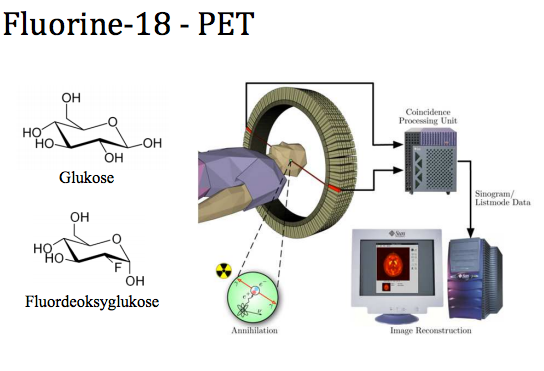 Fluorine-18 - PET
OH
O
HO
HO
OH
OH
Glukose
OH
O
HO
HO
F
OH
Fluordeoksyglukose
Coincidence
Processing Unit
Sinogram/
Listmode Data
Sun
Annihilation
Image Reconstruction